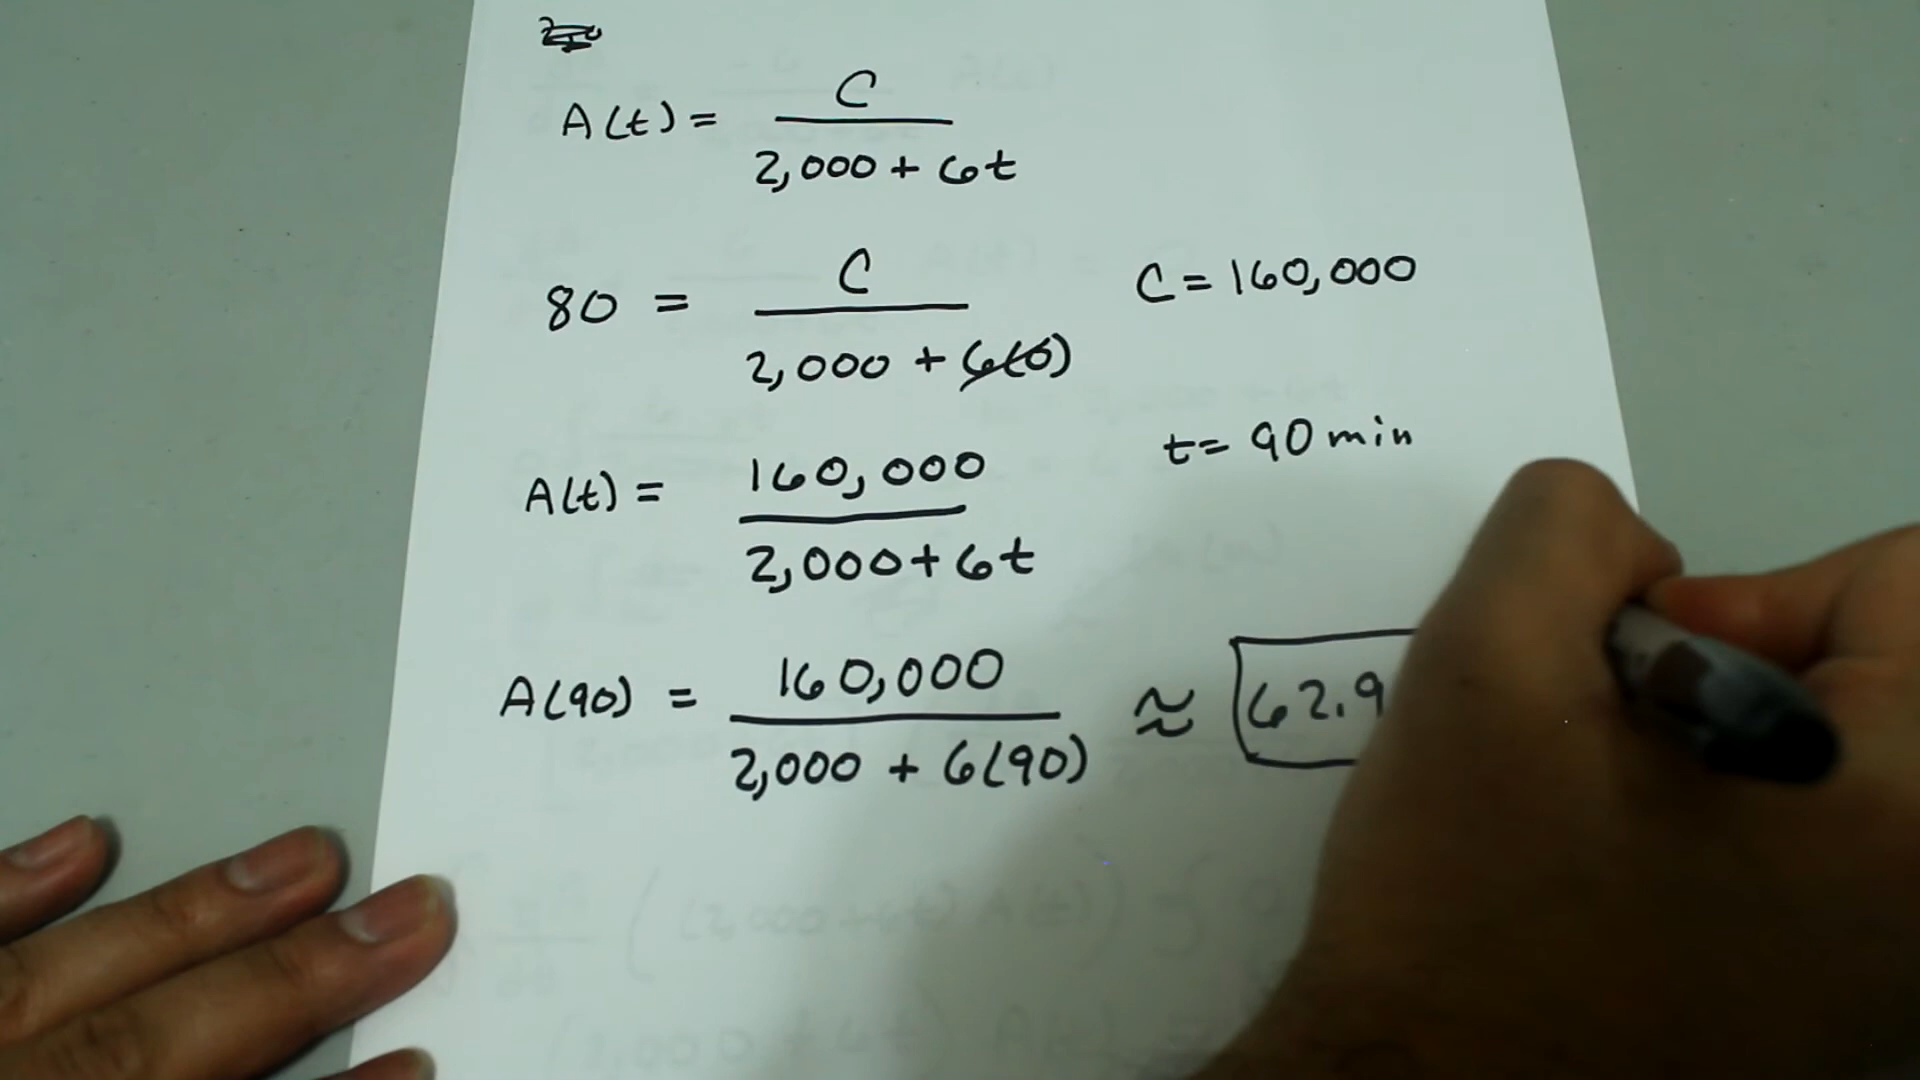 A(t) = C / 2,000 + 6t
80 = C / 2,000 + 6(0)
C = 160,000
A(t) = 160,000 / 2,000 + 6t
t = 90 min
A(90) = 160,000 / 2,000 + 6(90) ≈ 62.9